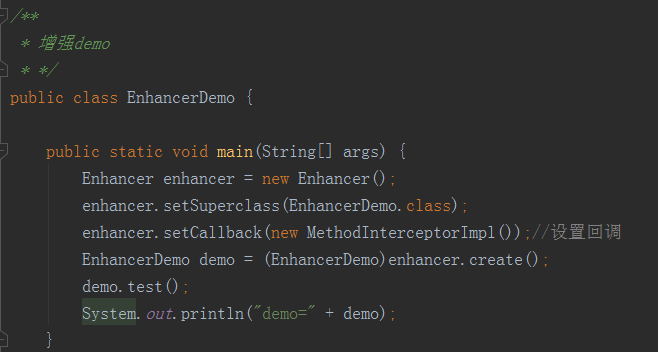 /**
 * 增强demo
 * */
public class EnhancerDemo {
    public static void main(String[] args) {
        Enhancer enhancer = new Enhancer();
        enhancer.setSuperclass(EnhancerDemo.class);
        enhancer.setCallback(new MethodInterceptorImpl());//设置回调
        EnhancerDemo demo = (EnhancerDemo)enhancer.create();
        demo.test();
        System.out.println("demo=" + demo);
    }